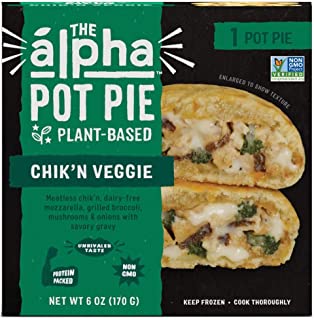 THE
alpha™
POT PIE
PLANT-BASED
CHIK'N VEGGIE
Meatless chik'n, dairy-free
mozzarella, grilled broccoli,
mushrooms & onions with
savory gravy
UNRIVALED
TASTE
PROTEIN
PACKED
NON
GMO
NET WT 6 OZ (170 G)
1 POT PIE
NON
GMO
Project
VERIFIED
ENLARGED TO SHOW TEXTURE
KEEP FROZEN • COOK THOROUGHLY